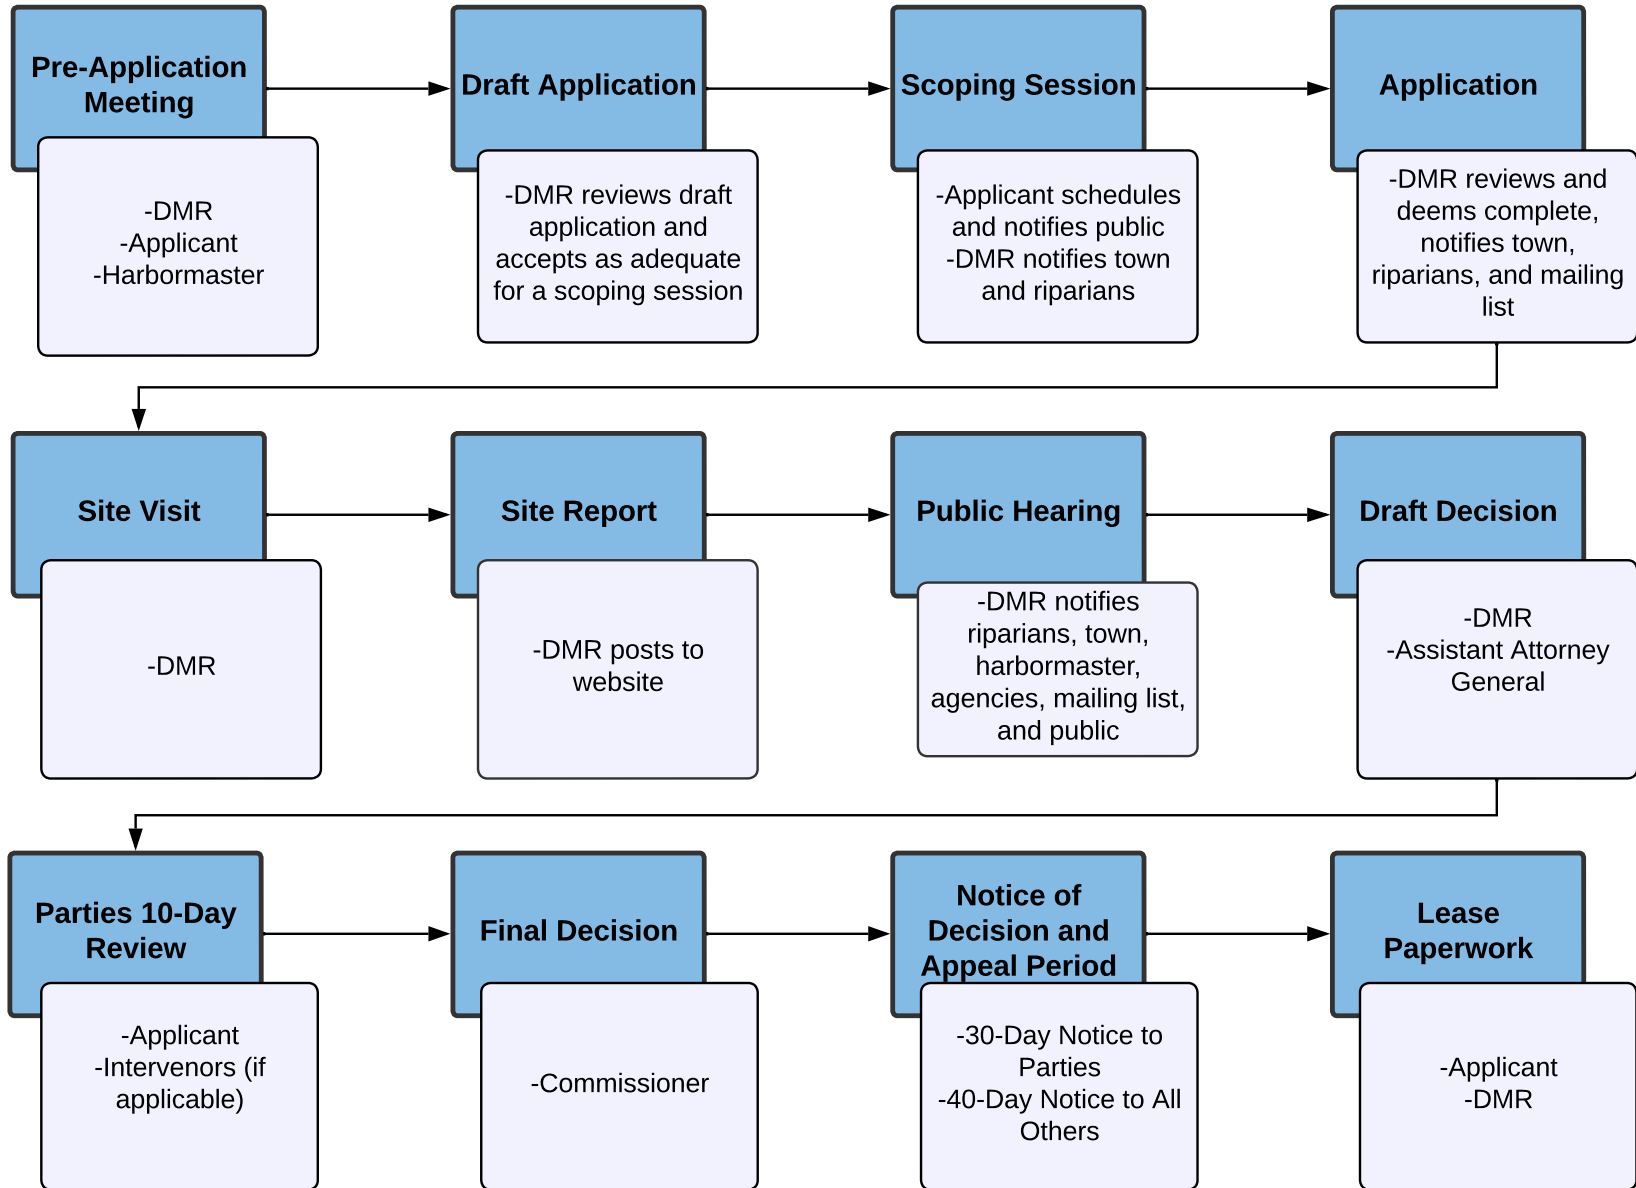 Pre-Application
Meeting
-DMR
-Applicant
-Harbormaster
Draft Application
-DMR reviews draft
application and
accepts as adequate
for a scoping session
Scoping Session
-Applicant schedules
and notifies public
-DMR notifies town
and riparians
Application
-DMR reviews and
deems complete,
notifies town,
riparians, and mailing
list
Site Visit
-DMR
Site Report
-DMR posts to
website
Public Hearing
-DMR notifies
riparians, town,
harbormaster,
agencies, mailing list,
and public
Draft Decision
-DMR
-Assistant Attorney
General
Parties 10-Day
Review
-Applicant
-Intervenors (if
applicable)
Final Decision
-Commissioner
Notice of
Decision and
Appeal Period
-30-Day Notice to
Parties
-40-Day Notice to All
Others
Lease
Paperwork
-Applicant
-DMR